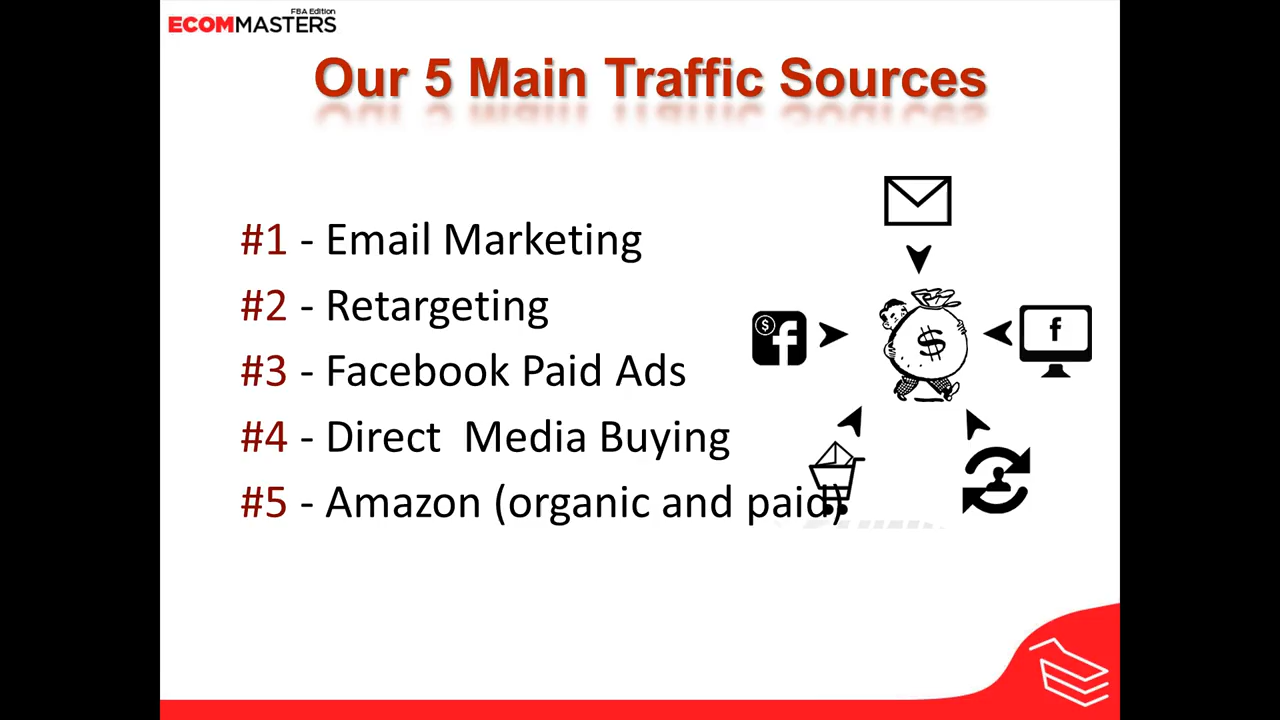 FBA Edition
ECOMMASTERS
Our 5 Main Traffic Sources
#1 - Email Marketing
#2 - Retargeting
#3 - Facebook Paid Ads
#4 - Direct  Media Buying
#5 - Amazon (organic and paid)
$
f
f
$